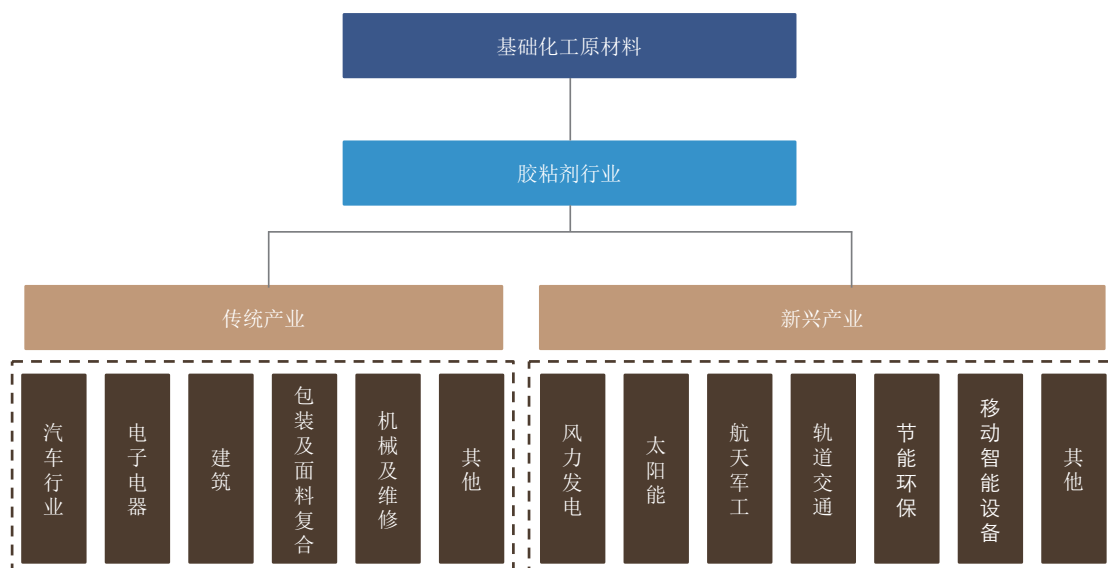 基础化工原材料
胶粘剂行业
传统产业
新兴产业
汽车行业
电子电器
建筑
包装及面料复合
机械及维修
其他
风力发电
太阳能
航天军工
轨道交通
节能环保
移动智能设备
其他